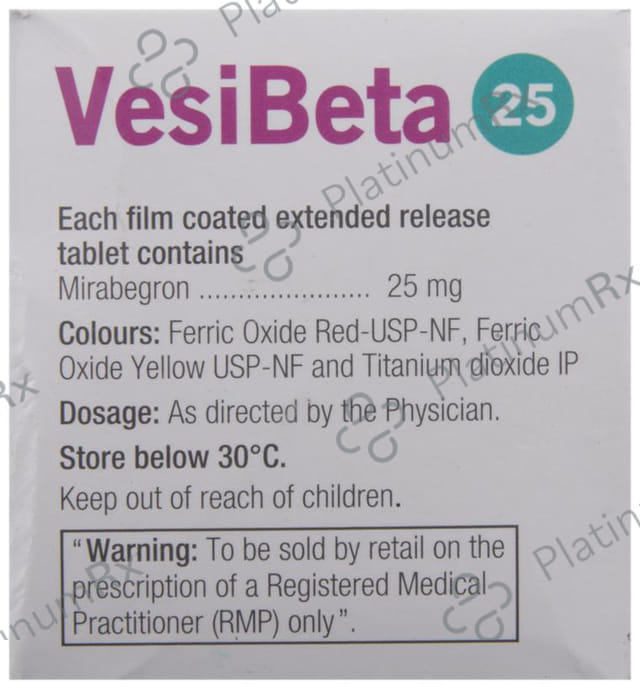 VesiBeta 25
Each film coated extended release
tablet contains
Mirabegron ...................... 25 mg
Colours: Ferric Oxide Red-USP-NF, Ferric
Oxide Yellow USP-NF and Titanium dioxide IP
Dosage: As directed by the Physician.
Store below 30°C.
Keep out of reach of children.
“Warning: To be sold by retail on the
prescription of a Registered Medical
Practitioner (RMP) only”.
PlatinumRx
PlatinumRx